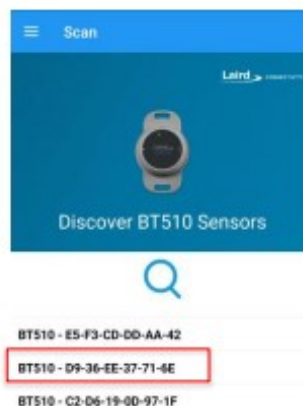 Scan
Laird
Discover BT510 Sensors
BT510 - E5-F3-CD-DD-AA-42
BT510 - D9-36-EE-37-71-6E
BT510 - C2-D6-19-0D-97-1F